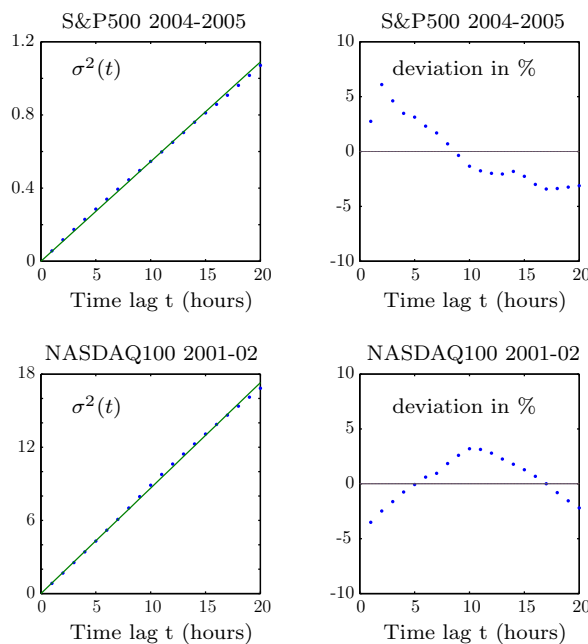 S&P500 2004-2005
1.2
0.8
0.4
0
σ²(t)
0 5 10 15 20
Time lag t (hours)
S&P500 2004-2005
10
5
0
-5
-10
deviation in %
0 5 10 15 20
Time lag t (hours)
NASDAQ100 2001-02
18
12
6
0
σ²(t)
0 5 10 15 20
Time lag t (hours)
NASDAQ100 2001-02
10
5
0
-5
-10
deviation in %
0 5 10 15 20
Time lag t (hours)